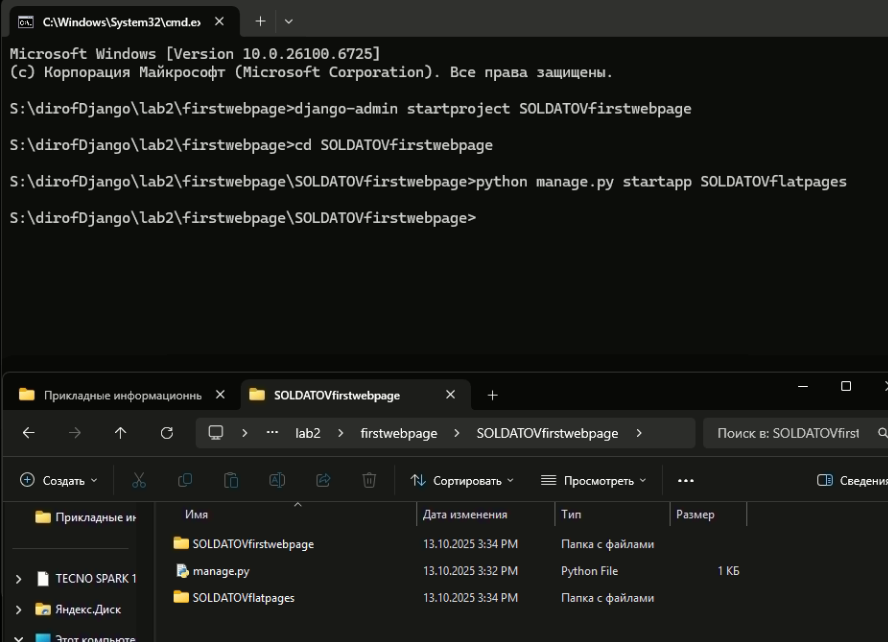 C:\Windows\System32\cmd.e
Microsoft Windows [Version 10.0.26100.6725]
(c) Корпорация Майкрософт (Microsoft Corporation). Все права защищены.
S:\dirofDjango\lab2\firstwebpage>django-admin startproject SOLDATOVfirstwebpage
S:\dirofDjango\lab2\firstwebpage>cd SOLDATOVfirstwebpage
S:\dirofDjango\lab2\firstwebpage\SOLDATOVfirstwebpage>python manage.py startapp SOLDATOVflatpages
S:\dirofDjango\lab2\firstwebpage\SOLDATOVfirstwebpage>
Прикладные информационн
SOLDATOVfirstwebpage
... lab2 > firstwebpage > SOLDATOVfirstwebpage >
Поиск в: SOLDATOVfirst
Создать
Сортировать
Просмотреть
...
Сведения
Имя
Дата изменения
Тип
Размер
Прикладные ин
TECNO SPARK 1
Яндекс.Диск
Этот компьюте
SOLDATOVfirstwebpage 13.10.2025 3:34 PM Папка с файлами
manage.py 13.10.2025 3:32 PM Python File 1 КБ
SOLDATOVflatpages 13.10.2025 3:34 PM Папка с файлами